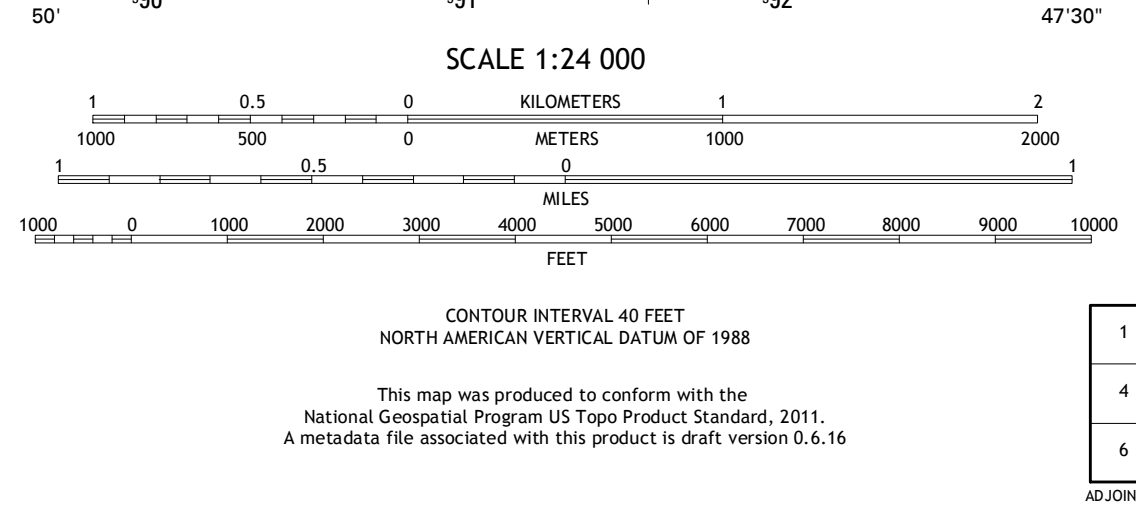 50' ⁹90 ⁹91 ⁹92 47'30"
SCALE 1:24 000
1 0.5 0 KILOMETERS 1 2
1000 500 0 METERS 1000 2000
1 0.5 0 1
MILES
1000 0 1000 2000 3000 4000 5000 6000 7000 8000 9000 10000
FEET
CONTOUR INTERVAL 40 FEET
NORTH AMERICAN VERTICAL DATUM OF 1988
This map was produced to conform with the
National Geospatial Program US Topo Product Standard, 2011.
A metadata file associated with this product is draft version 0.6.16
1
4
6
ADJOIN